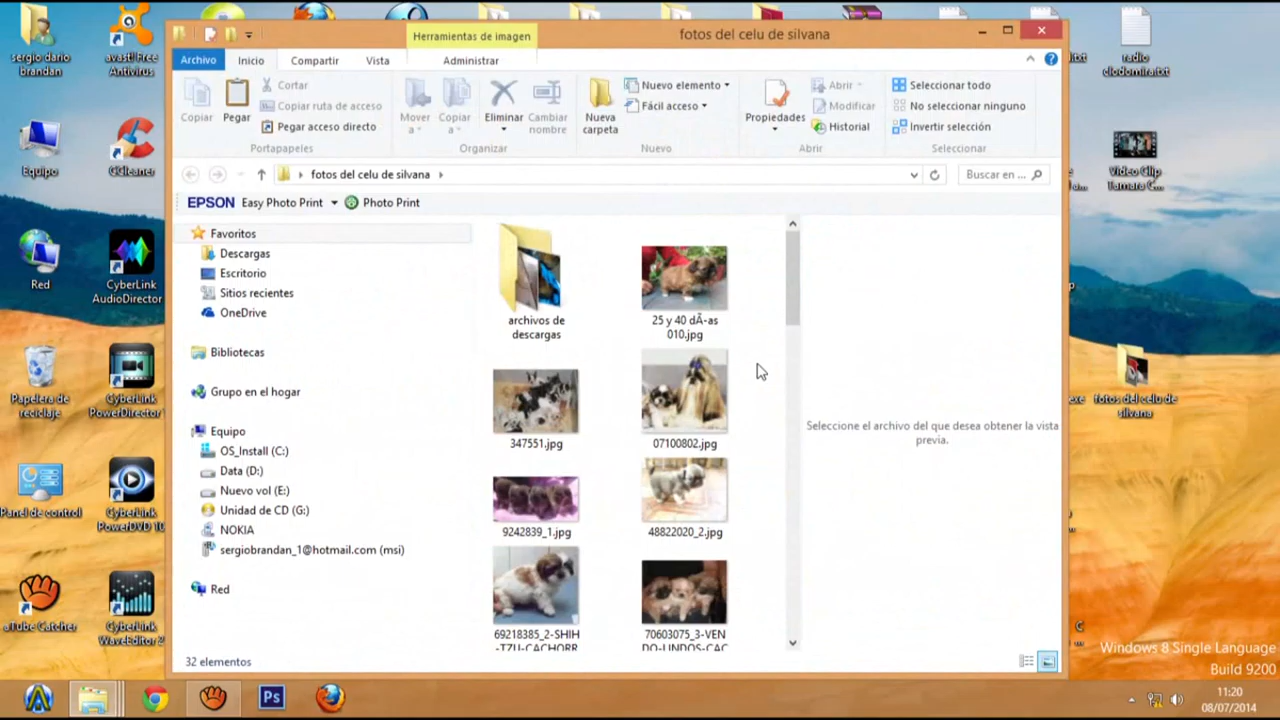 Herramientas de imagen
fotos del celu de silvana
Archivo
Inicio
Compartir
Vista
Administrar
Copiar
Pegar
Cortar
Copiar ruta de acceso
Pegar acceso directo
Portapapeles
Mover
a
Copiar
a
Eliminar
Cambiar
nombre
Organizar
Nueva
carpeta
Nuevo elemento
Fácil acceso
Nuevo
Propiedades
Abrir
Modificar
Historial
Abrir
Seleccionar todo
No seleccionar ninguno
Invertir selección
Seleccionar
fotos del celu de silvana
Buscar en ...
EPSON Easy Photo Print
Photo Print
Favoritos
Descargas
Escritorio
Sitios recientes
OneDrive
Bibliotecas
Grupo en el hogar
Equipo
OS_Install (C:)
Data (D:)
Nuevo vol (E:)
Unidad de CD (G:)
NOKIA
sergiobrandan_1@hotmail.com (msi)
Red
archivos de
descargas
25 y 40 dÃ-as
010.jpg
347551.jpg
07100802.jpg
9242839_1.jpg
48822020_2.jpg
69218385_2-SHIH
-TZU-CACHORR
70603075_3-VEN
DO-LINDOS-CAC
Seleccione el archivo del que desea obtener la vista
previa.
32 elementos
sergio dario
brandan
avast! Free
Antivirus
Equipo
CCleaner
Red
CyberLink
AudioDirector
Papelera de
reciclaje
CyberLink
PowerDirector
Panel de control
CyberLink
PowerDVD 10
aTube Catcher
CyberLink
WaveEditor 2
.txt
radio
clodomira.txt
Video Clip
Tamara C...
.exe
fotos del celu de
silvana
Windows 8 Single Language
Build 9200
Ps
11:20
08/07/2014